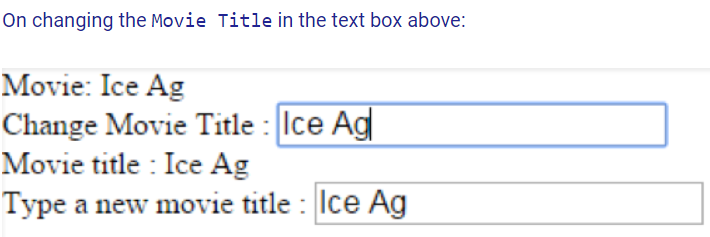 On changing the Movie Title in the text box above:
Movie: Ice Ag
Change Movie Title : Ice Ag
Movie title : Ice Ag
Type a new movie title : Ice Ag